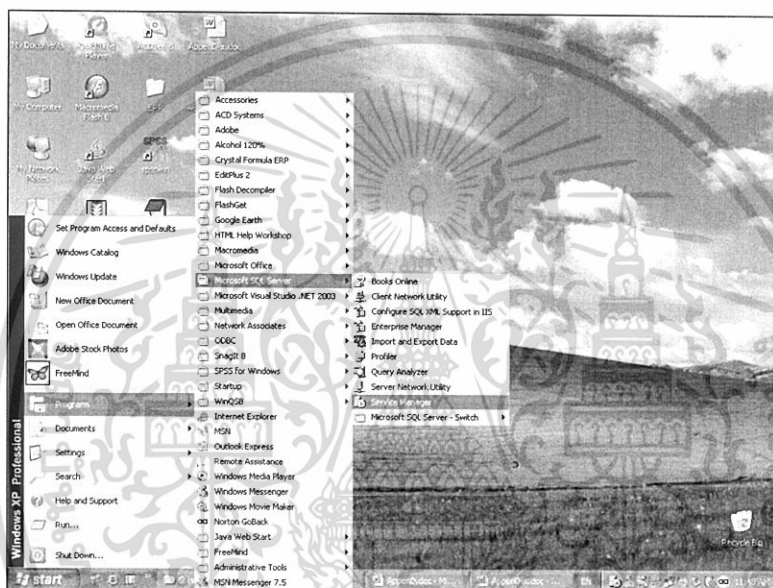 My Documents
My Computer
Macromedia
Flash 8
My Network
Places
Java Web
Start
Set Program Access and Defaults
Windows Catalog
Windows Update
New Office Document
Open Office Document
Adobe Stock Photos
FreeMind
Programs
Documents
Settings
Search
Help and Support
Run...
Shut Down...
Windows XP Professional
Accessories
ACD Systems
Adobe
Alcohol 120%
Crystal Formula ERP
EditPlus 2
Flash Decompiler
FlashGet
Google Earth
HTML Help Workshop
Macromedia
Microsoft Office
Microsoft SQL Server
Microsoft Visual Studio .NET 2003
Multimedia
Network Associates
ODBC
SnagIt 8
SPSS for Windows
Startup
WinQSB
Internet Explorer
MSN
Outlook Express
Remote Assistance
Windows Media Player
Windows Messenger
Windows Movie Maker
Norton GoBack
Java Web Start
FreeMind
Administrative Tools
MSN Messenger 7.5
Books Online
Client Network Utility
Configure SQL XML Support in IIS
Enterprise Manager
Import and Export Data
Profiler
Query Analyzer
Server Network Utility
Service Manager
Microsoft SQL Server - Switch
Recycle Bin
start
EN